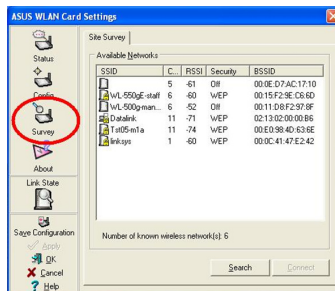 ASUS WLAN Card Settings
Status
Config
Survey
About
Link State
Save Configuration
Apply
OK
Cancel
Help
Site Survey
Available Networks
SSID C... RSSI Security BSSID
5 -61 Off 00:0E:D7:AC:17:10
WL-550gE-staff 6 -60 WEP 00:15:F2:9E:C6:6D
WL-500g-man... 6 -52 Off 00:11:D8:F2:97:8F
Datalink 11 -71 WEP 02:13:02:00:00:B6
Tst05-m1a 11 -74 WEP 00:E0:98:4D:63:6E
linksys 1 -60 WEP 00:0C:41:47:E2:42
Number of known wireless network(s): 6
Search
Connect